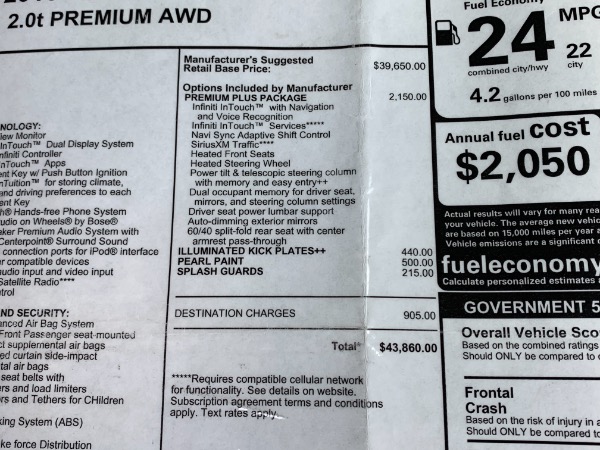 2.0t PREMIUM AWD
NOLOGY:
iew Monitor
InTouch™ Dual Display System
nfiniti Controller
nTouch™ Apps
ent Key w/ Push Button Ignition
nTuition™ for storing climate,
and driving preferences to each
ent Key
h® Hands-free Phone System
udio on Wheels® by Bose®
aker Premium Audio System with
Centerpoint® Surround Sound
connection ports for iPod® interface
er compatible devices
udio input and video input
Satellite Radio****
trol
ND SECURITY:
anced Air Bag System
Front Passenger seat-mounted
ct supplemental air bags
ed curtain side-impact
tal air bags
seat belts with
ers and load limiters
ors and Tethers for CHildren
king System (ABS)
ke force Distribution
Manufacturer's Suggested
Retail Base Price: $39,650.00
Options Included by Manufacturer
PREMIUM PLUS PACKAGE 2,150.00
Infiniti InTouch™ with Navigation
and Voice Recognition
Infiniti InTouch™ Services*****
Navi Sync Adaptive Shift Control
SiriusXM Traffic****
Heated Front Seats
Heated Steering Wheel
Power tilt & telescopic steering column
with memory and easy entry++
Dual occupant memory for driver seat,
mirrors, and steering column settings
Driver seat power lumbar support
Auto-dimming exterior mirrors
60/40 split-fold rear seat with center
armrest pass-through
ILLUMINATED KICK PLATES++ 440.00
PEARL PAINT 500.00
SPLASH GUARDS 215.00
DESTINATION CHARGES 905.00
Total* $43,860.00
*****Requires compatible cellular network
for functionality. See details on website.
Subscription agreement terms and conditions
apply. Text rates apply.
Fuel Economy
24 MPG
22
combined city/hwy city
4.2 gallons per 100 miles
Annual fuel cost
$2,050
Actual results will vary for many rea
your vehicle. The average new vehic
are based on 15,000 miles per year a
Vehicle emissions are a significant c
fueleconomy
Calculate personalized estimates a
GOVERNMENT 5
Overall Vehicle Sco
Based on the combined ratings
Should ONLY be compared to o
Frontal
Crash
Based on the risk of injury in a
Should ONLY be compared to